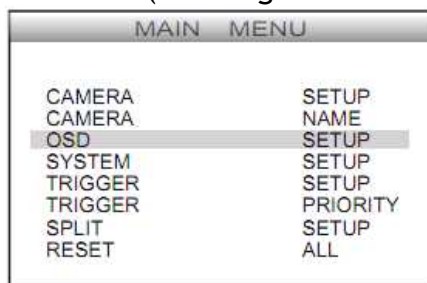 MAIN MENU
CAMERA SETUP
CAMERA NAME
OSD SETUP
SYSTEM SETUP
TRIGGER SETUP
TRIGGER PRIORITY
SPLIT SETUP
RESET ALL